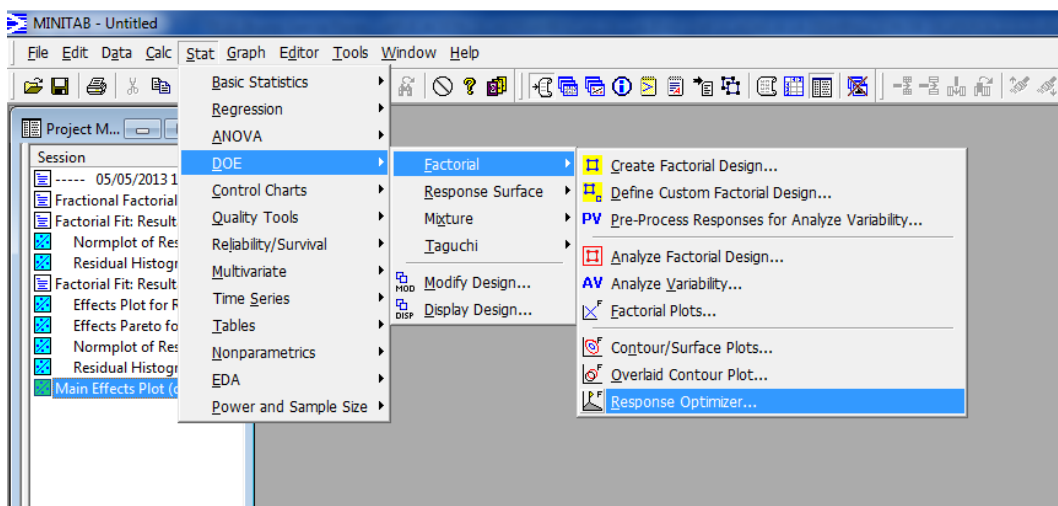 MINITAB - Untitled
File Edit Data Calc Stat Graph Editor Tools Window Help
Project M...
Session
----- 05/05/2013 1
Fractional Factorial
Factorial Fit: Result
Normplot of Res
Residual Histogr
Factorial Fit: Result
Effects Plot for R
Effects Pareto fo
Normplot of Res
Residual Histogr
Main Effects Plot (
Basic Statistics
Regression
ANOVA
DOE
Control Charts
Quality Tools
Reliability/Survival
Multivariate
Time Series
Tables
Nonparametrics
EDA
Power and Sample Size
Factorial
Response Surface
Mixture
Taguchi
MOD Modify Design...
DISP Display Design...
Create Factorial Design...
Define Custom Factorial Design...
PV Pre-Process Responses for Analyze Variability...
Analyze Factorial Design...
AV Analyze Variability...
F Factorial Plots...
F Contour/Surface Plots...
F Overlaid Contour Plot...
F Response Optimizer...